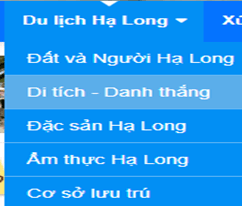 Du lịch Hạ Long
Đất và Người Hạ Long
Di tích - Danh thắng
Đặc sản Hạ Long
Ẩm thực Hạ Long
Cơ sở lưu trú